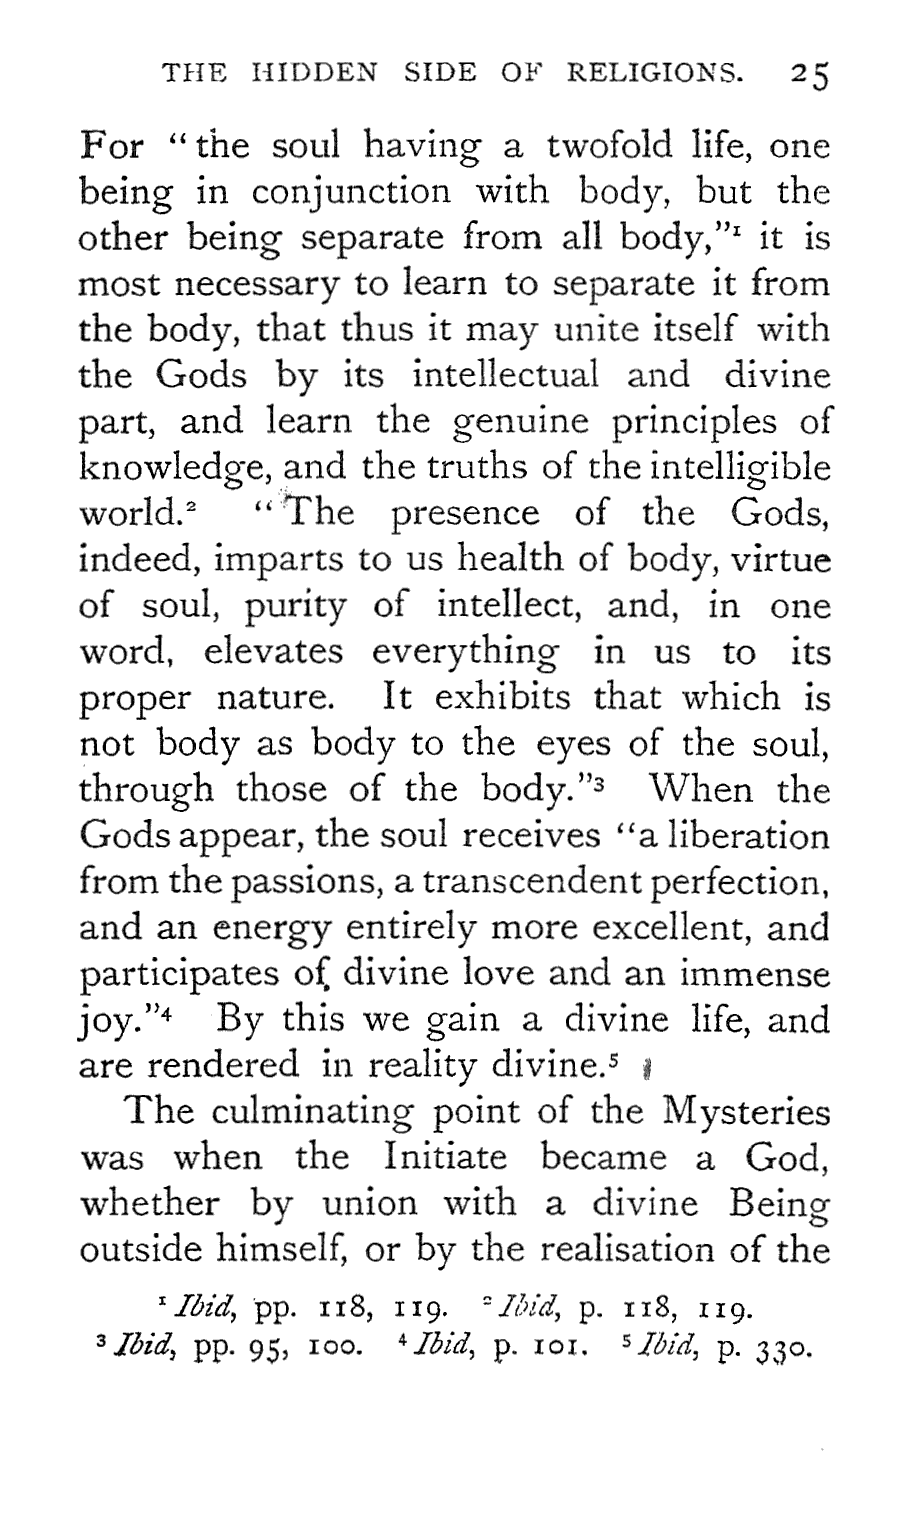 THE HIDDEN SIDE OF RELIGIONS. 25
For “the soul having a twofold life, one
being in conjunction with body, but the
other being separate from all body,”¹ it is
most necessary to learn to separate it from
the body, that thus it may unite itself with
the Gods by its intellectual and divine
part, and learn the genuine principles of
knowledge, and the truths of the intelligible
world.² “The presence of the Gods,
indeed, imparts to us health of body, virtue
of soul, purity of intellect, and, in one
word, elevates everything in us to its
proper nature. It exhibits that which is
not body as body to the eyes of the soul,
through those of the body.”³ When the
Gods appear, the soul receives “a liberation
from the passions, a transcendent perfection,
and an energy entirely more excellent, and
participates of divine love and an immense
joy.”⁴ By this we gain a divine life, and
are rendered in reality divine.⁵
The culminating point of the Mysteries
was when the Initiate became a God,
whether by union with a divine Being
outside himself, or by the realisation of the
¹ Ibid, pp. 118, 119. ² Ibid, p. 118, 119.
³ Ibid, pp. 95, 100. ⁴ Ibid, p. 101. ⁵ Ibid, p. 330.